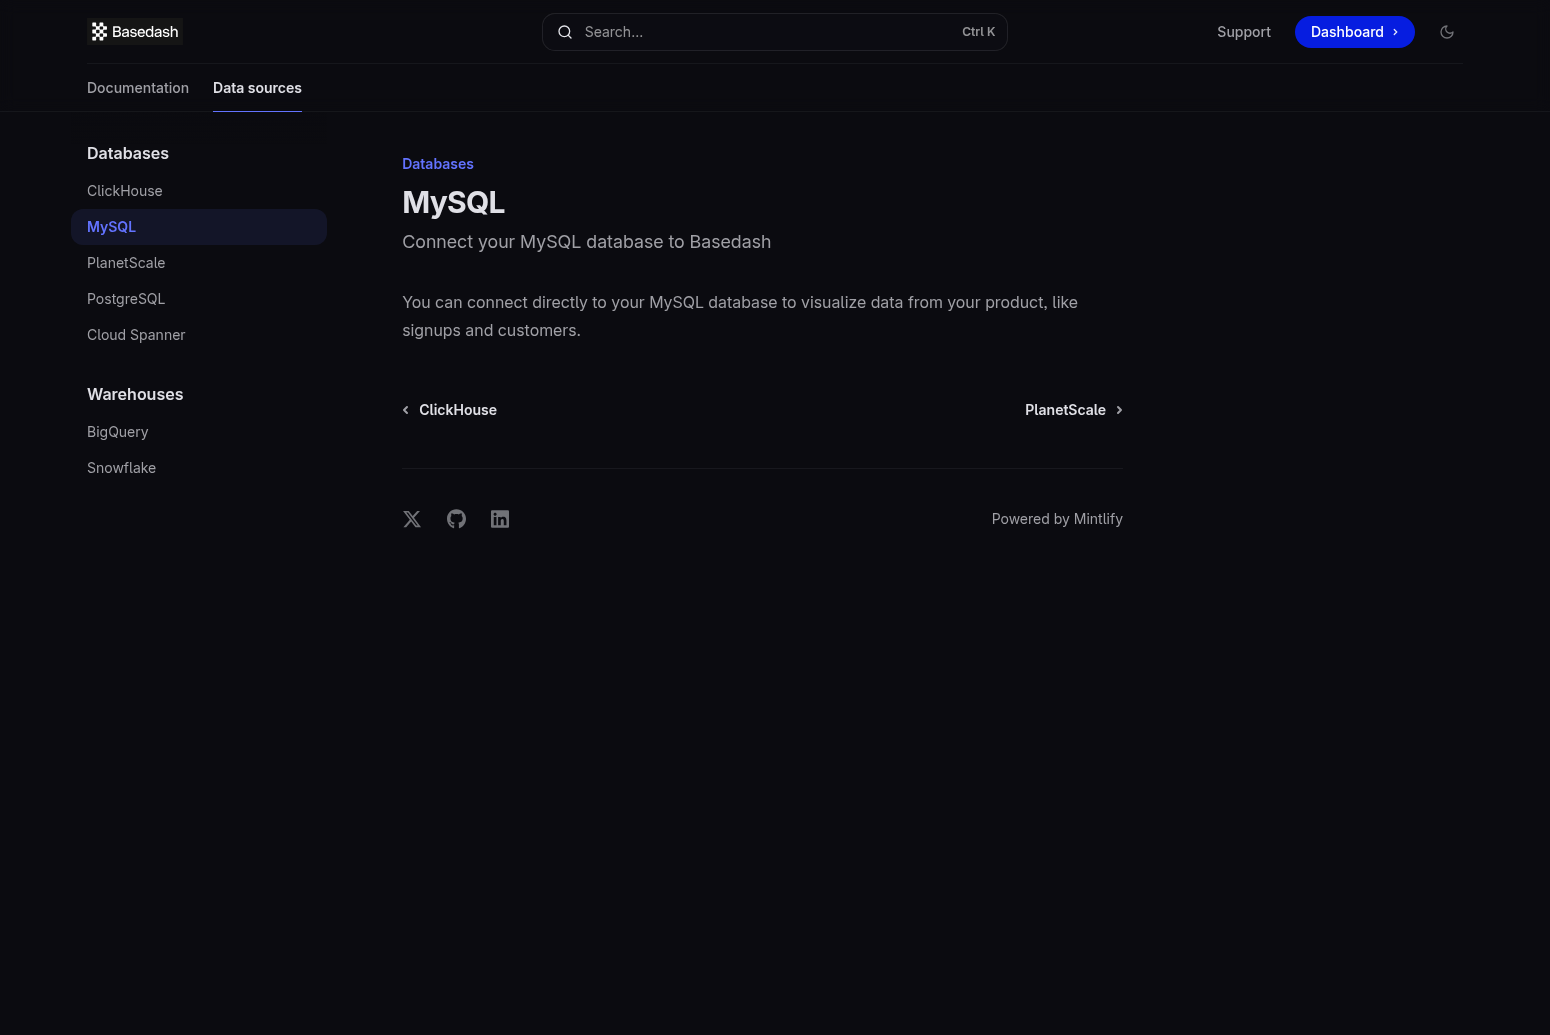 Basedash
Search...
Ctrl K
Support
Dashboard
Documentation
Data sources
Databases
ClickHouse
MySQL
PlanetScale
PostgreSQL
Cloud Spanner
Warehouses
BigQuery
Snowflake
Databases
MySQL
Connect your MySQL database to Basedash
You can connect directly to your MySQL database to visualize data from your product, like
signups and customers.
ClickHouse
PlanetScale
Powered by Mintlify